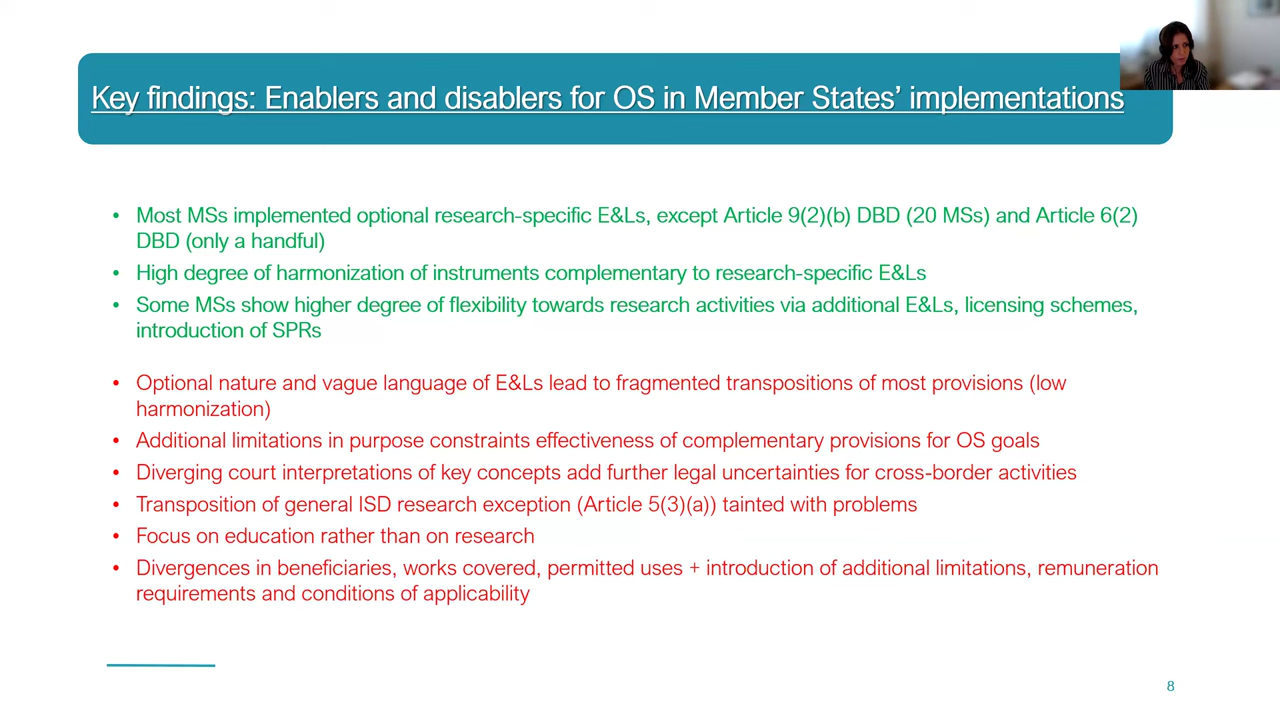 Key findings: Enablers and disablers for OS in Member States’ implementations
• Most MSs implemented optional research-specific E&Ls, except Article 9(2)(b) DBD (20 MSs) and Article 6(2)
DBD (only a handful)
• High degree of harmonization of instruments complementary to research-specific E&Ls
• Some MSs show higher degree of flexibility towards research activities via additional E&Ls, licensing schemes,
introduction of SPRs
• Optional nature and vague language of E&Ls lead to fragmented transpositions of most provisions (low
harmonization)
• Additional limitations in purpose constraints effectiveness of complementary provisions for OS goals
• Diverging court interpretations of key concepts add further legal uncertainties for cross-border activities
• Transposition of general ISD research exception (Article 5(3)(a)) tainted with problems
• Focus on education rather than on research
• Divergences in beneficiaries, works covered, permitted uses + introduction of additional limitations, remuneration
requirements and conditions of applicability
8